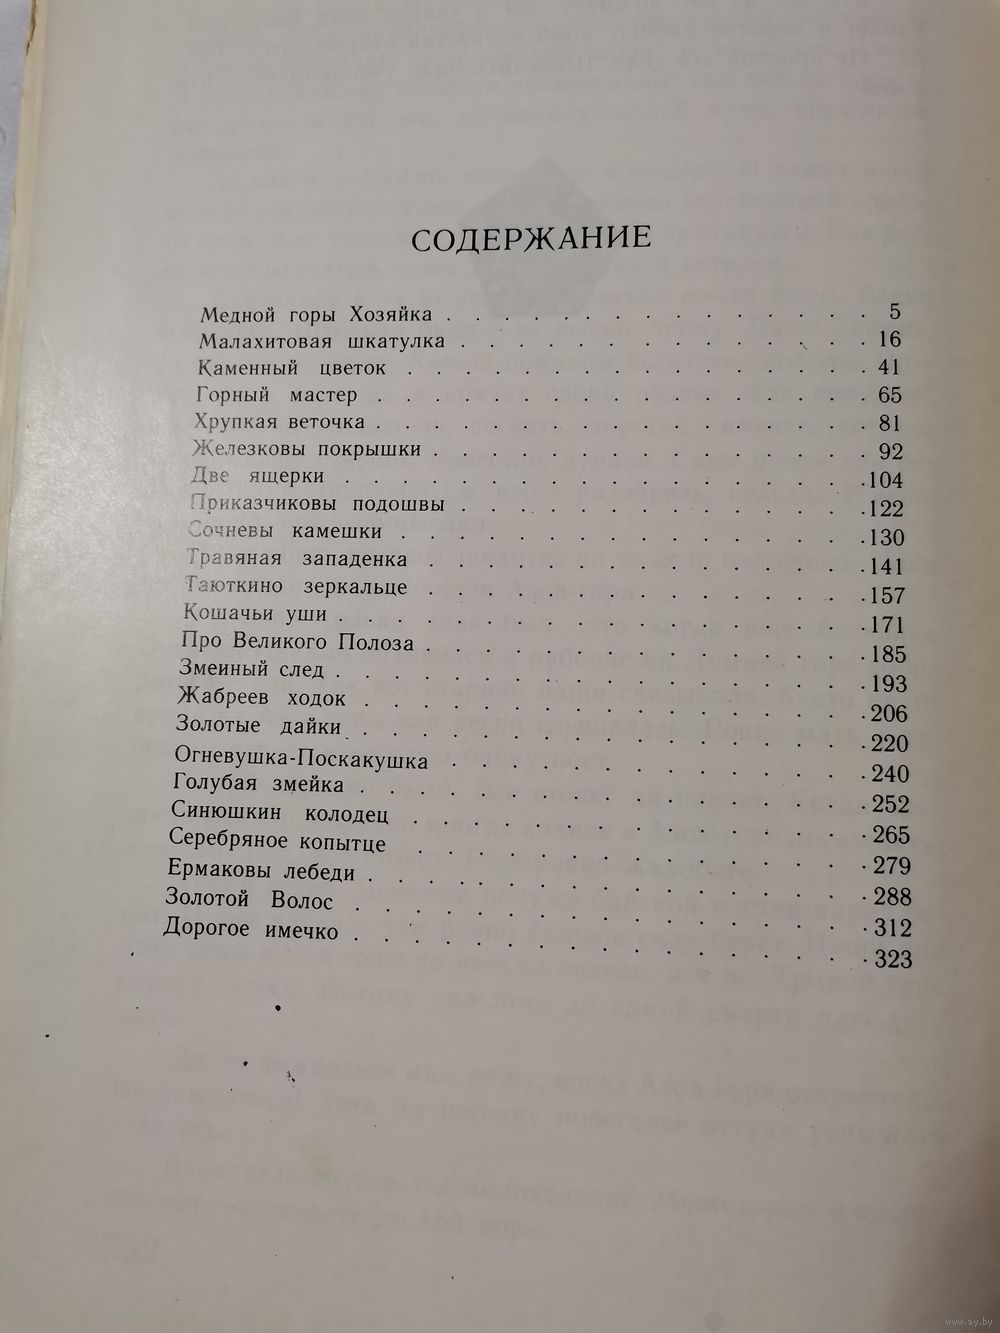 СОДЕРЖАНИЕ
Медной горы Хозяйка . . . . . . . . . . . . . . . 5
Малахитовая шкатулка . . . . . . . . . . . . . . . 16
Каменный цветок . . . . . . . . . . . . . . . 41
Горный мастер . . . . . . . . . . . . . . . 65
Хрупкая веточка . . . . . . . . . . . . . . . 81
Железковы покрышки . . . . . . . . . . . . . . . 92
Две ящерки . . . . . . . . . . . . . . . 104
Приказчиковы подошвы . . . . . . . . . . . . . . . 122
Сочневы камешки . . . . . . . . . . . . . . . 130
Травяная западенка . . . . . . . . . . . . . . . 141
Таюткино зеркальце . . . . . . . . . . . . . . . 157
Кошачьи уши . . . . . . . . . . . . . . . 171
Про Великого Полоза . . . . . . . . . . . . . . . 185
Змеиный след . . . . . . . . . . . . . . . 193
Жабреев ходок . . . . . . . . . . . . . . . 206
Золотые дайки . . . . . . . . . . . . . . . 220
Огневушка-Поскакушка . . . . . . . . . . . . . . . 240
Голубая змейка . . . . . . . . . . . . . . . 252
Синюшкин колодец . . . . . . . . . . . . . . . 265
Серебряное копытце . . . . . . . . . . . . . . . 279
Ермаковы лебеди . . . . . . . . . . . . . . . 288
Золотой Волос . . . . . . . . . . . . . . . 312
Дорогое имечко . . . . . . . . . . . . . . . 323
www.ay.by